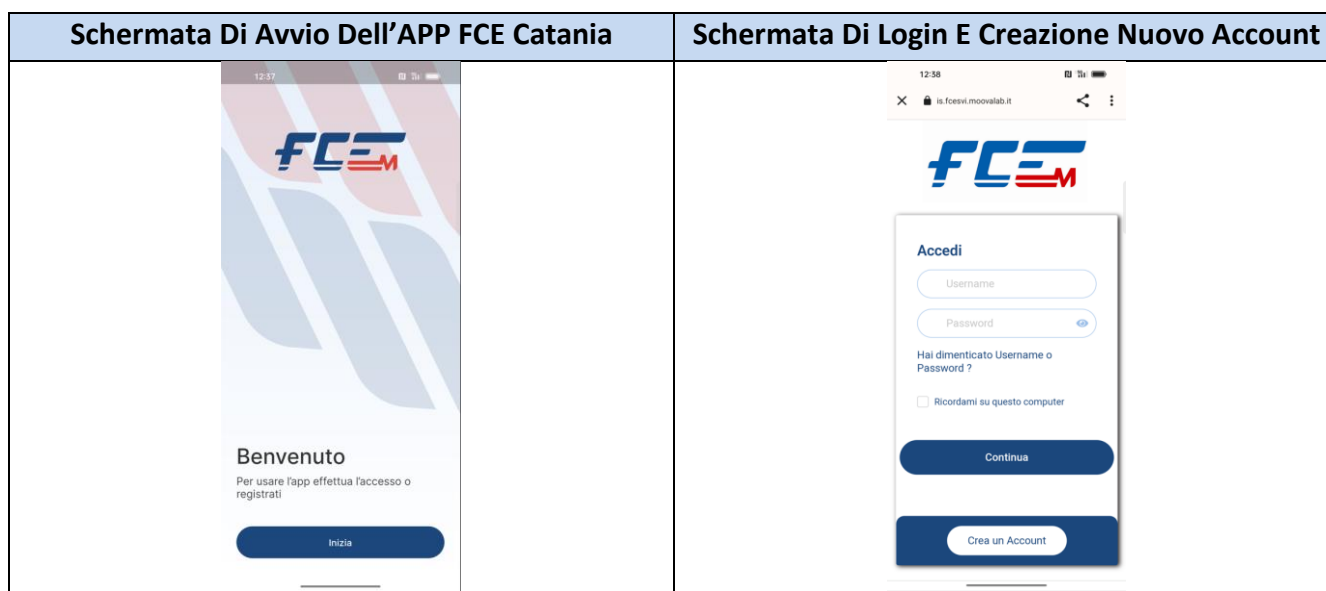 Schermata Di Avvio Dell’APP FCE Catania
Schermata Di Login E Creazione Nuovo Account
12:37
FCE M
Benvenuto
Per usare l'app effettua l'accesso o
registrati
Inizia
12:38
is.fcesvi.moovalab.it
FCE M
Accedi
Username
Password
Hai dimenticato Username o
Password ?
Ricordami su questo computer
Continua
Crea un Account